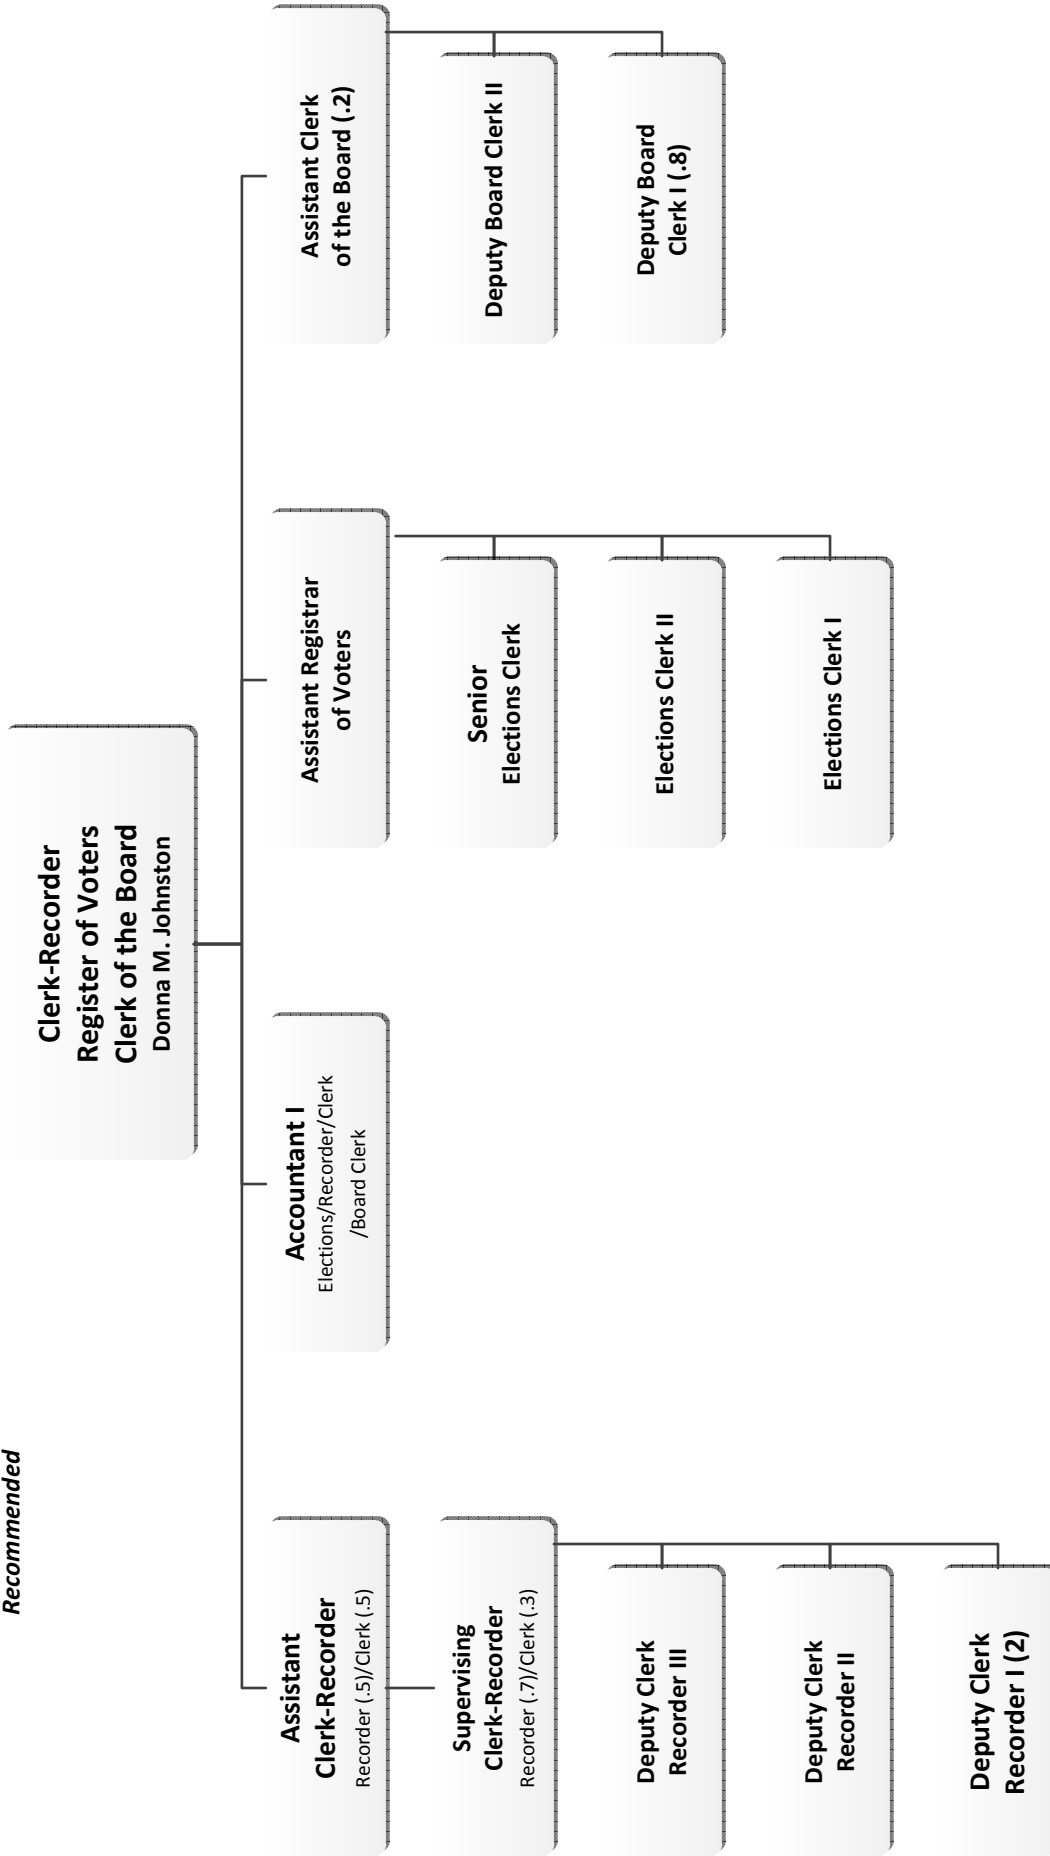 Recommended
Clerk-Recorder
Register of Voters
Clerk of the Board
Donna M. Johnston
Assistant
Clerk-Recorder
Recorder (.5)/Clerk (.5)
Supervising
Clerk-Recorder
Recorder (.7)/Clerk (.3)
Deputy Clerk
Recorder III
Deputy Clerk
Recorder II
Deputy Clerk
Recorder I (2)
Accountant I
Elections/Recorder/Clerk
/Board Clerk
Assistant Registrar
of Voters
Senior
Elections Clerk
Elections Clerk II
Elections Clerk I
Assistant Clerk
of the Board (.2)
Deputy Board Clerk II
Deputy Board
Clerk I (.8)